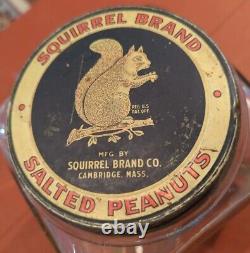 SQUIRREL BRAND
REG. U.S.
PAT. OFF.
MFG BY
SQUIRREL BRAND CO.
CAMBRIDGE, MASS.
SALTED PEANUTS